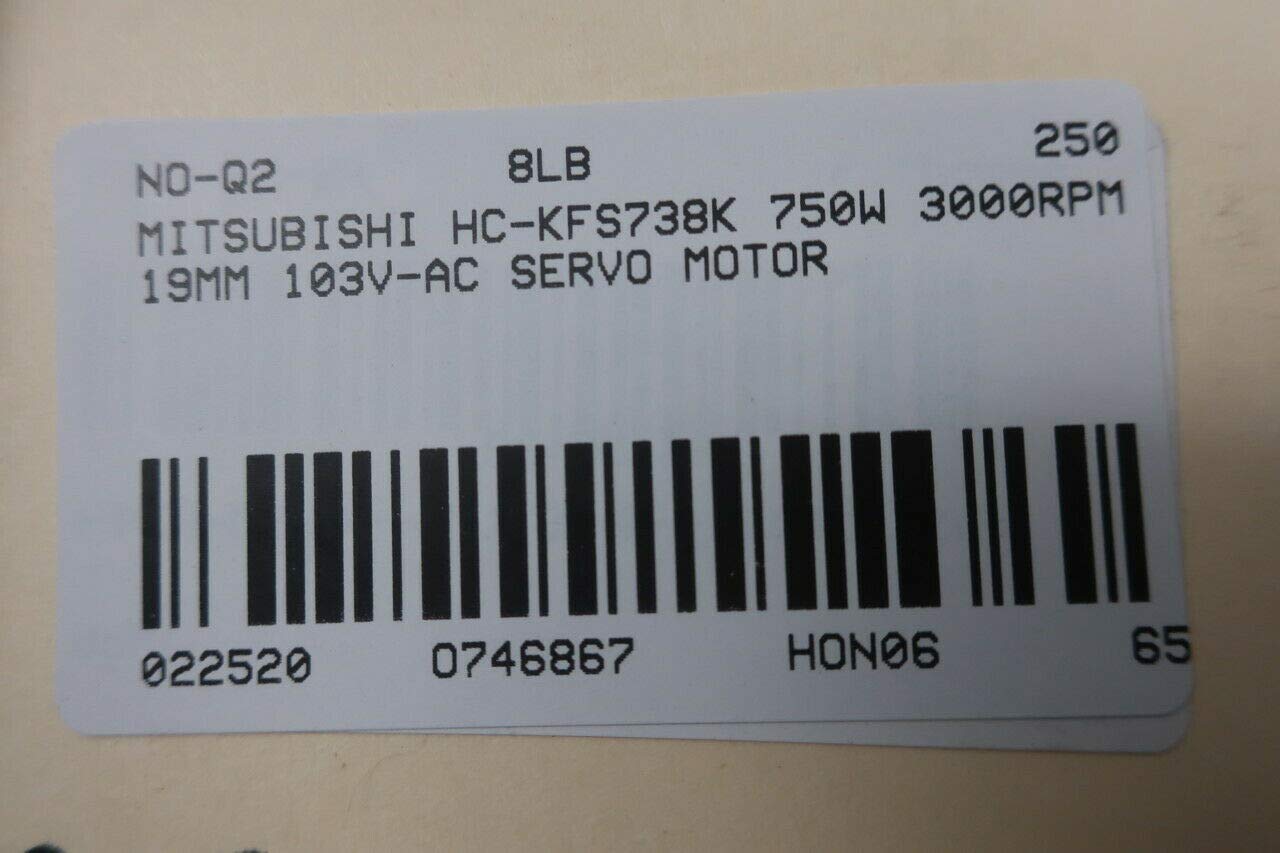 NO-Q2 8LB 250
MITSUBISHI HC-KFS738K 750W 3000RPM
19MM 103V-AC SERVO MOTOR
022520 0746867 HON06 65